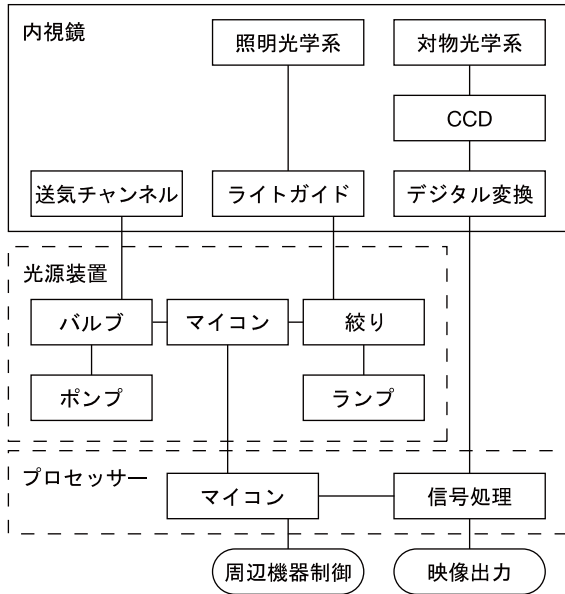 内視鏡
照明光学系
対物光学系
CCD
送気チャンネル
ライトガイド
デジタル変換
光源装置
バルブ
マイコン
絞り
ポンプ
ランプ
プロセッサー
マイコン
信号処理
周辺機器制御
映像出力